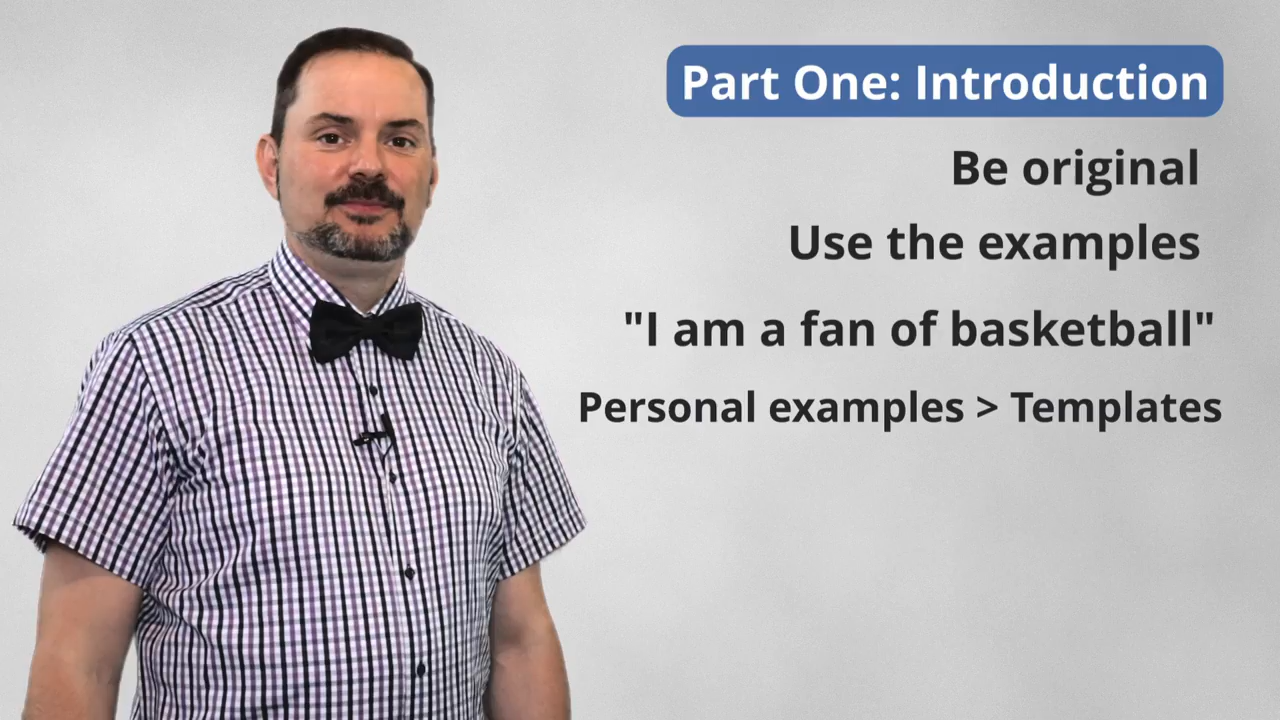 Part One: Introduction
Be original
Use the examples
"I am a fan of basketball"
Personal examples > Templates